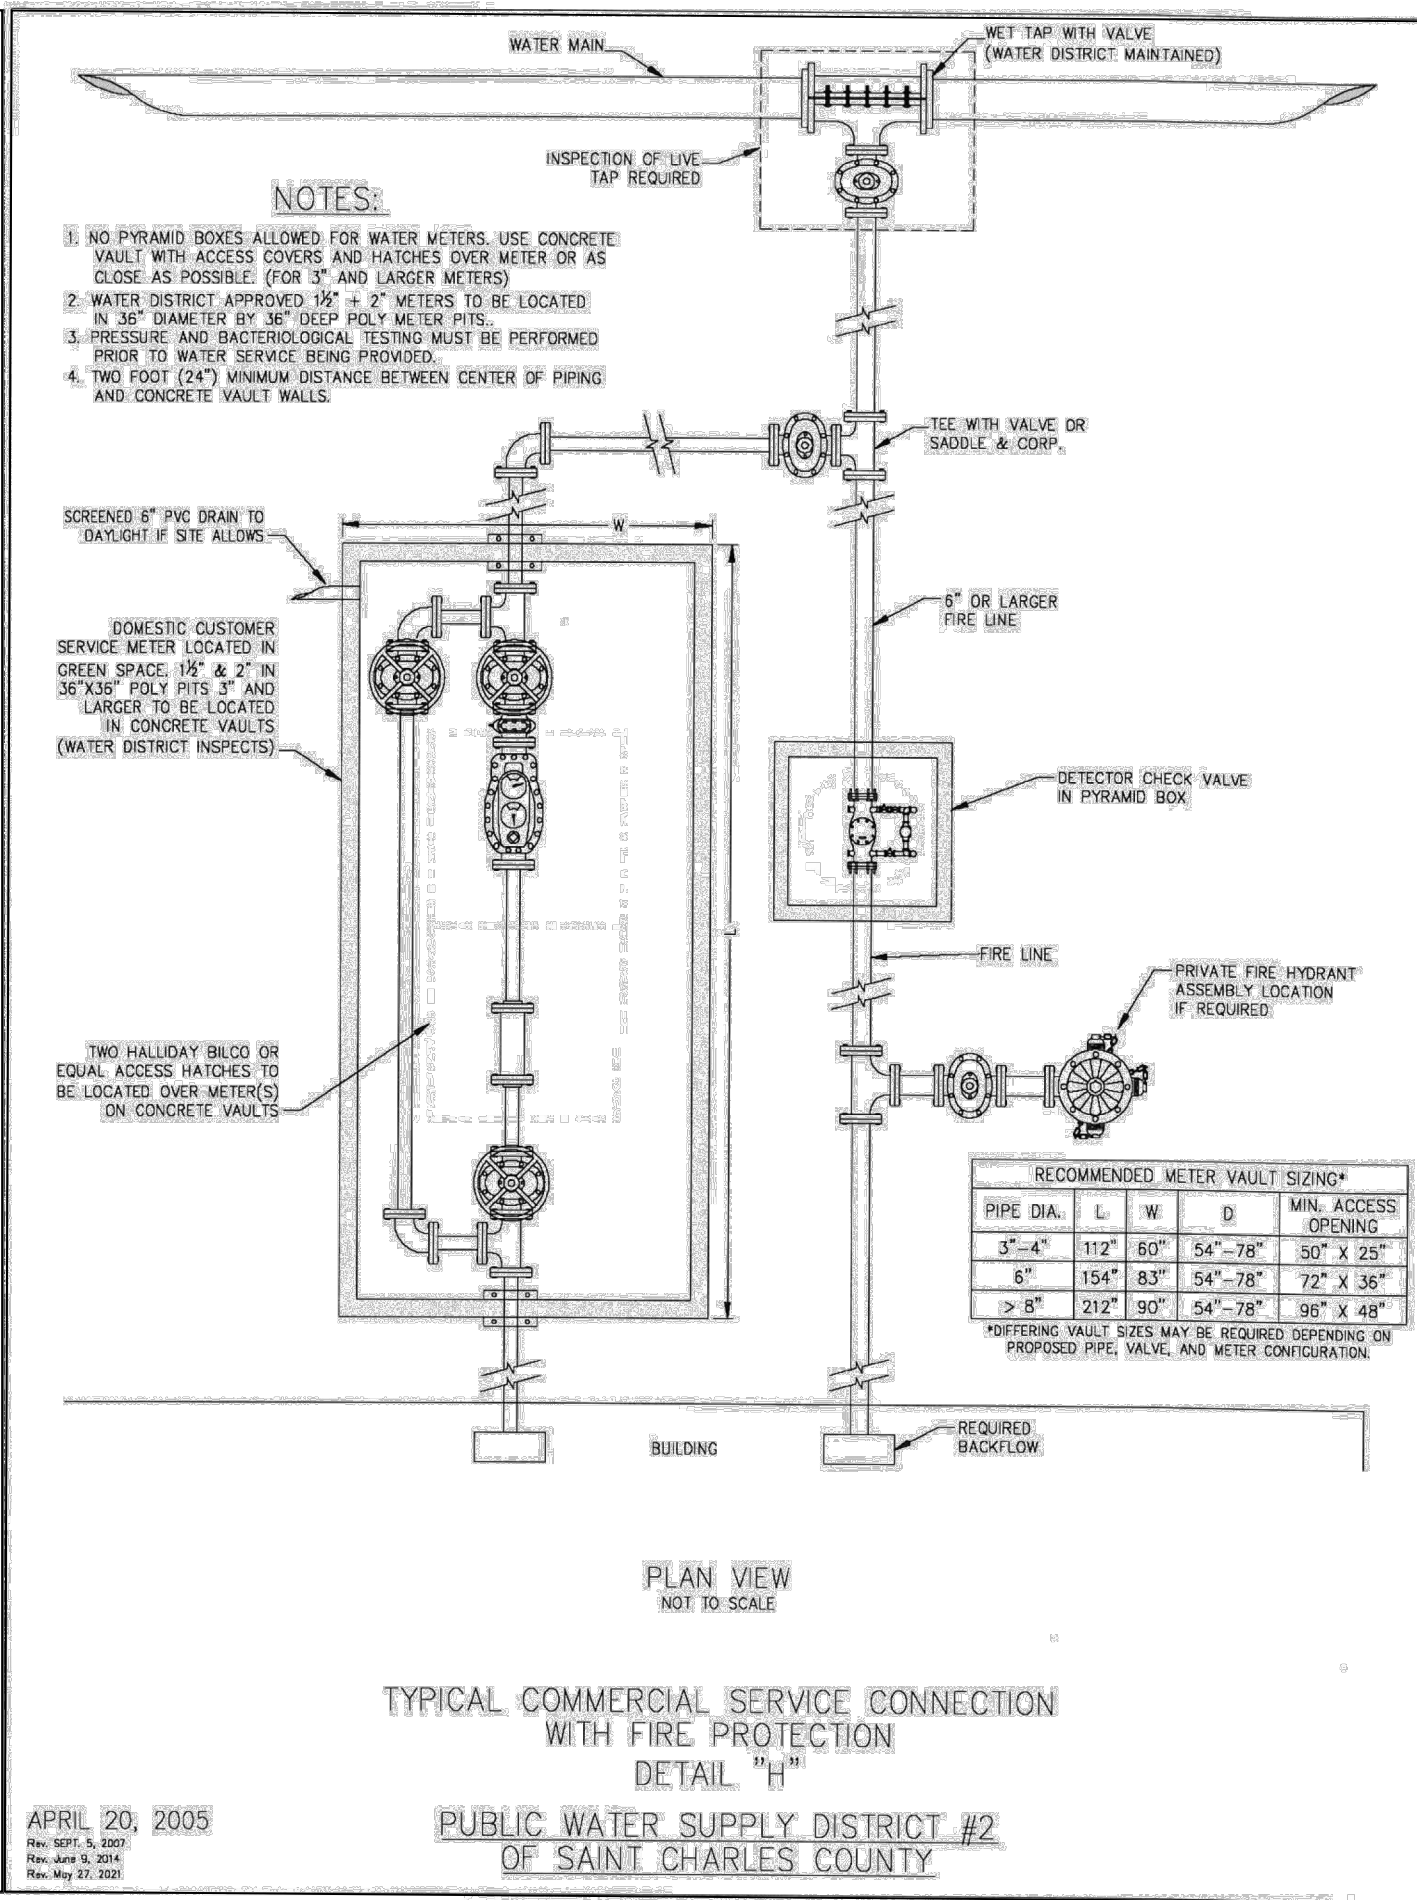 WATER MAIN
WET TAP WITH VALVE
(WATER DISTRICT MAINTAINED)
INSPECTION OF LIVE
TAP REQUIRED
NOTES:
1. NO PYRAMID BOXES ALLOWED FOR WATER METERS. USE CONCRETE
VAULT WITH ACCESS COVERS AND HATCHES OVER METER OR AS
CLOSE AS POSSIBLE. (FOR 3" AND LARGER METERS)
2. WATER DISTRICT APPROVED 1½" + 2" METERS TO BE LOCATED
IN 36" DIAMETER BY 36" DEEP POLY METER PITS..
3. PRESSURE AND BACTERIOLOGICAL TESTING MUST BE PERFORMED
PRIOR TO WATER SERVICE BEING PROVIDED.
4. TWO FOOT (24") MINIMUM DISTANCE BETWEEN CENTER OF PIPING
AND CONCRETE VAULT WALLS.
TEE WITH VALVE OR
SADDLE & CORP.
SCREENED 6" PVC DRAIN TO
DAYLIGHT IF SITE ALLOWS
W
6" OR LARGER
FIRE LINE
DOMESTIC CUSTOMER
SERVICE METER LOCATED IN
GREEN SPACE. 1½" & 2" IN
36"X36" POLY PITS 3" AND
LARGER TO BE LOCATED
IN CONCRETE VAULTS
(WATER DISTRICT INSPECTS)
DETECTOR CHECK VALVE
IN PYRAMID BOX
L
FIRE LINE
PRIVATE FIRE HYDRANT
ASSEMBLY LOCATION
IF REQUIRED
TWO HALLIDAY BILCO OR
EQUAL ACCESS HATCHES TO
BE LOCATED OVER METER(S)
ON CONCRETE VAULTS
RECOMMENDED METER VAULT SIZING*
PIPE DIA. L W D MIN. ACCESS OPENING
3"-4" 112" 60" 54"-78" 50" X 25"
6" 154" 83" 54"-78" 72" X 36"
> 8" 212" 90" 54"-78" 96" X 48"
*DIFFERING VAULT SIZES MAY BE REQUIRED DEPENDING ON
PROPOSED PIPE, VALVE, AND METER CONFIGURATION.
BUILDING
REQUIRED
BACKFLOW
PLAN VIEW
NOT TO SCALE
TYPICAL COMMERCIAL SERVICE CONNECTION
WITH FIRE PROTECTION
DETAIL "H"
PUBLIC WATER SUPPLY DISTRICT #2
OF SAINT CHARLES COUNTY
APRIL 20, 2005
Rev. SEPT. 5, 2007
Rev. June 9, 2014
Rev. May 27, 2021